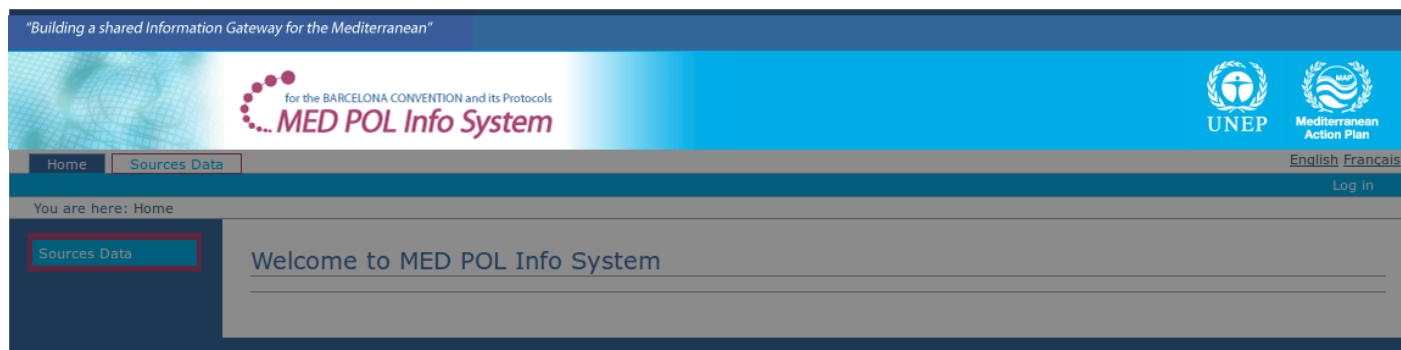 "Building a shared Information Gateway for the Mediterranean"
for the BARCELONA CONVENTION and its Protocols
MED POL Info System
UNEP
MAP
Mediterranean
Action Plan
Home Sources Data
English Français
Log in
You are here: Home
Sources Data
Welcome to MED POL Info System